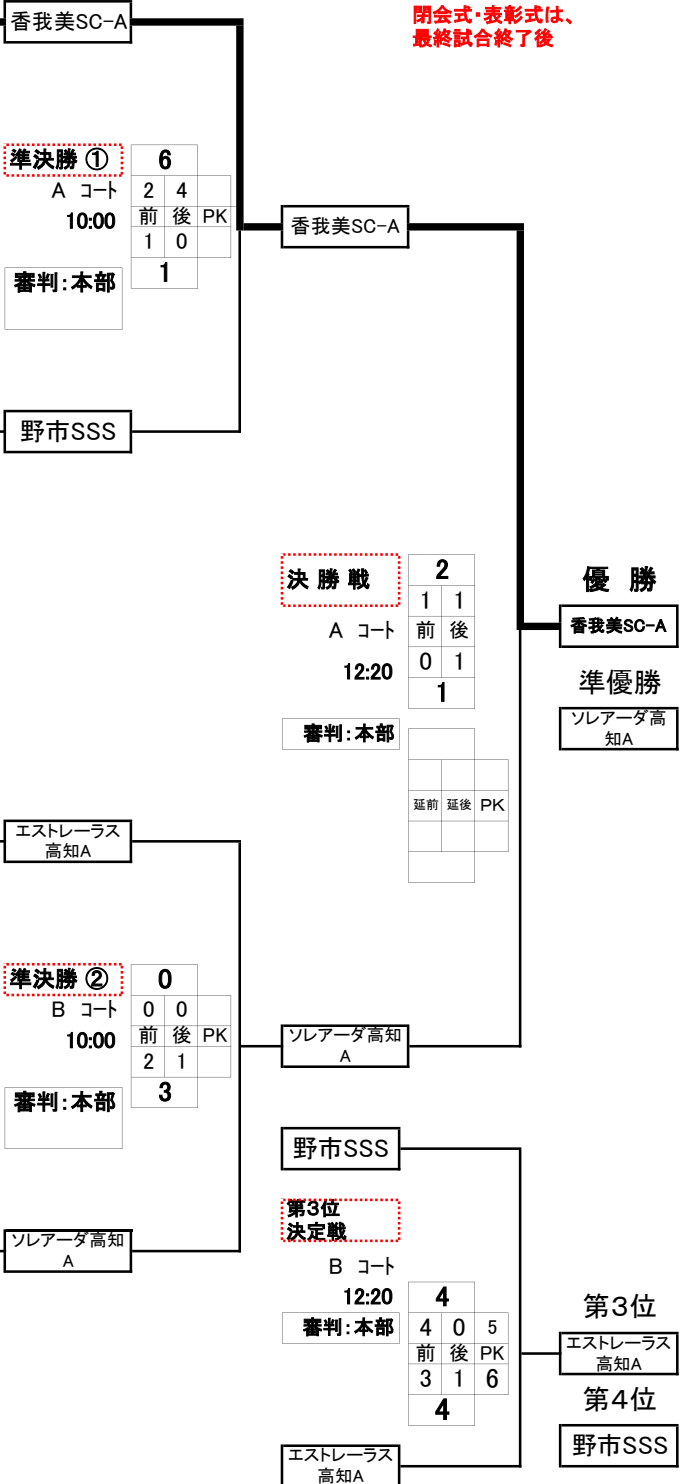 香我美SC-A
閉会式・表彰式は、
最終試合終了後
準決勝 ①
6
A コート
2 4
10:00
前 後 PK
1 0
1
審判：本部
香我美SC-A
野市SSS
決 勝 戦
2
1 1
A コート
前 後
12:20
0 1
1
審判：本部
延前 延後 PK
優 勝
香我美SC-A
準優勝
ソレアーダ高
知A
エストレーラス
高知A
準決勝 ②
0
B コート
0 0
10:00
前 後 PK
2 1
3
審判：本部
ソレアーダ高知
A
ソレアーダ高知
A
野市SSS
第3位
決定戦
B コート
12:20
4
審判：本部
4 0 5
前 後 PK
3 1 6
4
エストレーラス
高知A
第3位
エストレーラス
高知A
第4位
野市SSS